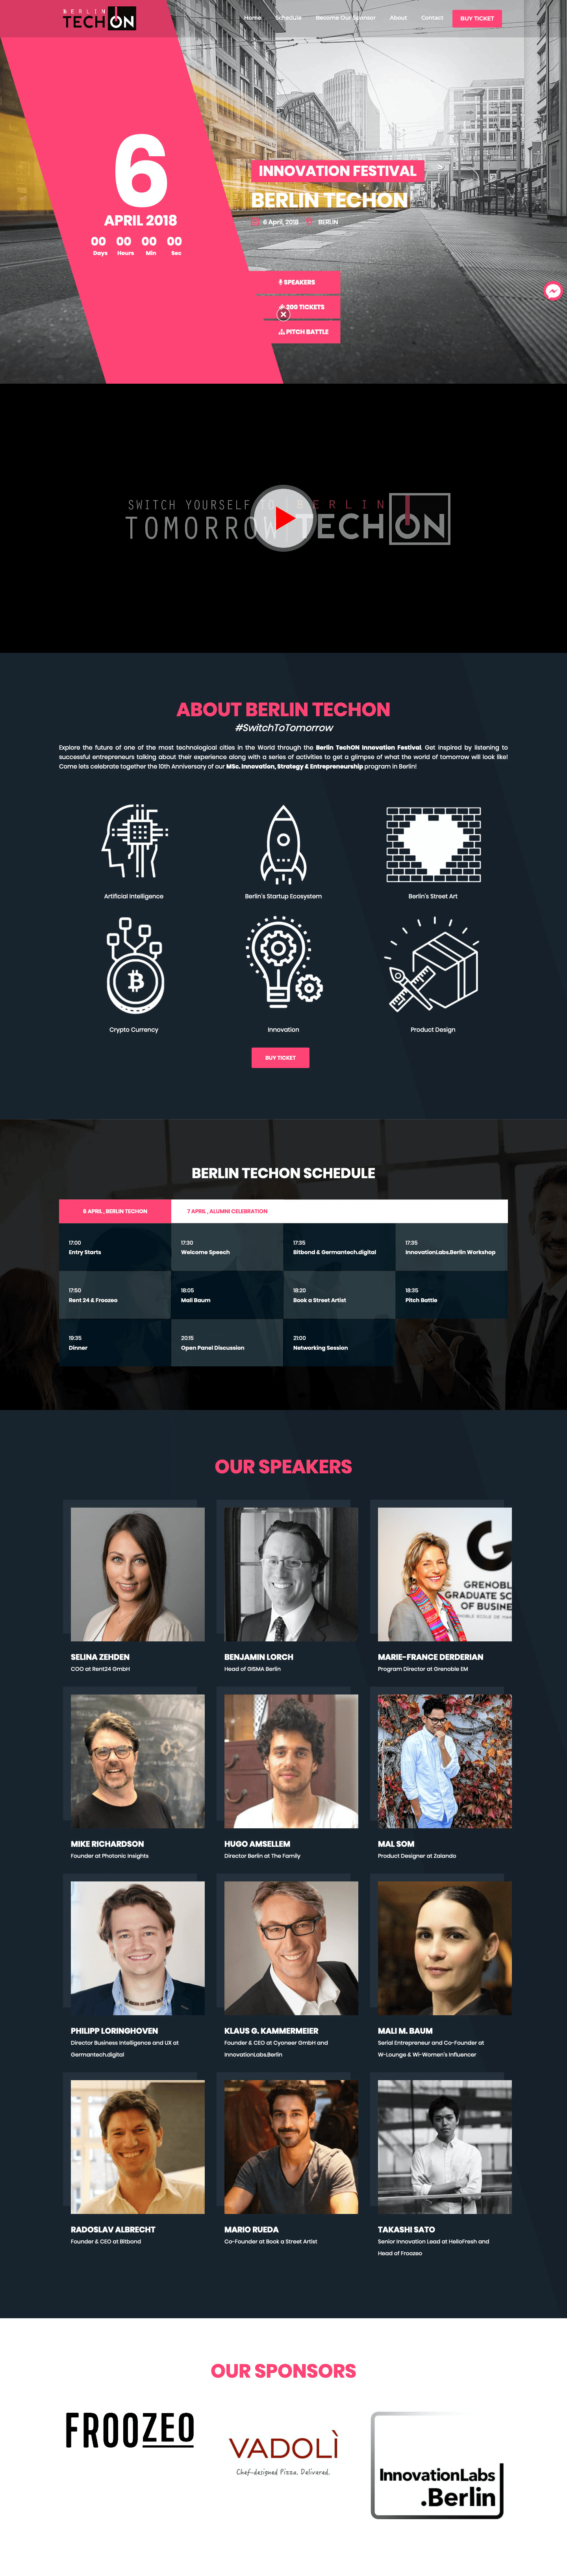 BERLIN
TECHON
Home
Schedule
Become Our Sponsor
About
Contact
BUY TICKET
6
APRIL 2018
00 00 00 00
Days Hours Min Sec
INNOVATION FESTIVAL
BERLIN TECHON
6 April, 2018 BERLIN
SPEAKERS
200 TICKETS
PITCH BATTLE
SWITCH YOURSELF TO
TOMORROW
BERLIN
TECHON
ABOUT BERLIN TECHON
#SwitchToTomorrow
Explore the future of one of the most technological cities in the World through the Berlin TechON Innovation Festival. Get inspired by listening to
successful entrepreneurs talking about their experience along with a series of activities to get a glimpse of what the world of tomorrow will look like!
Come lets celebrate together the 10th Anniversary of our MSc. Innovation, Strategy & Entrepreneurship program in Berlin!
Artificial Intelligence
Berlin's Startup Ecosystem
Berlin's Street Art
Crypto Currency
Innovation
Product Design
BUY TICKET
BERLIN TECHON SCHEDULE
6 APRIL , BERLIN TECHON
7 APRIL , ALUMNI CELEBRATION
17:00
Entry Starts
17:30
Welcome Speech
17:35
Bitbond & Germantech.digital
17:35
InnovationLabs.Berlin Workshop
17:50
Rent 24 & Froozeo
18:05
Mali Baum
18:20
Book a Street Artist
18:35
Pitch Battle
19:35
Dinner
20:15
Open Panel Discussion
21:00
Networking Session
OUR SPEAKERS
GRENOBL
GRADUATE SC
OF BUSINE
SELINA ZEHDEN
COO at Rent24 GmbH
BENJAMIN LORCH
Head of GISMA Berlin
MARIE-FRANCE DERDERIAN
Program Director at Grenoble EM
MIKE RICHARDSON
Founder at Photonic Insights
HUGO AMSELLEM
Director Berlin at The Family
MAL SOM
Product Designer at Zalando
PHILIPP LORINGHOVEN
Director Business Intelligence and UX at
Germantech.digital
KLAUS G. KAMMERMEIER
Founder & CEO at Cyoneer GmbH and
InnovationLabs.Berlin
MALI M. BAUM
Serial Entrepreneur and Co-Founder at
W-Lounge & WI-Women's Influencer
RADOSLAV ALBRECHT
Founder & CEO at Bitbond
MARIO RUEDA
Co-Founder at Book a Street Artist
TAKASHI SATO
Senior Innovation Lead at HelloFresh and
Head of Froozeo
OUR SPONSORS
FROOZEO
VADOLÌ
Chef-designed Pizza. Delivered.
InnovationLabs
.Berlin